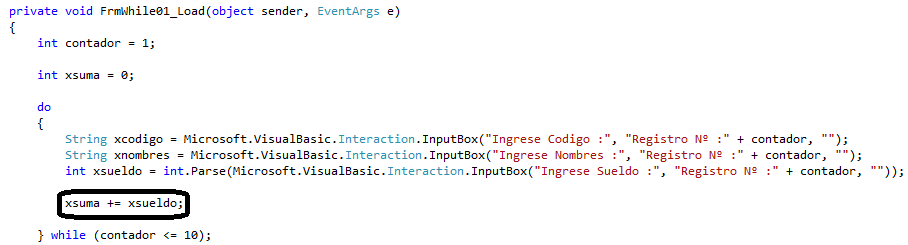 private void FrmWhile01_Load(object sender, EventArgs e)
{
int contador = 1;
int xsuma = 0;
do
{
String xcodigo = Microsoft.VisualBasic.Interaction.InputBox("Ingrese Codigo :", "Registro Nº :" + contador, "");
String xnombres = Microsoft.VisualBasic.Interaction.InputBox("Ingrese Nombres :", "Registro Nº :" + contador, "");
int xsueldo = int.Parse(Microsoft.VisualBasic.Interaction.InputBox("Ingrese Sueldo :", "Registro Nº :" + contador, ""));
xsuma += xsueldo;
} while (contador <= 10);